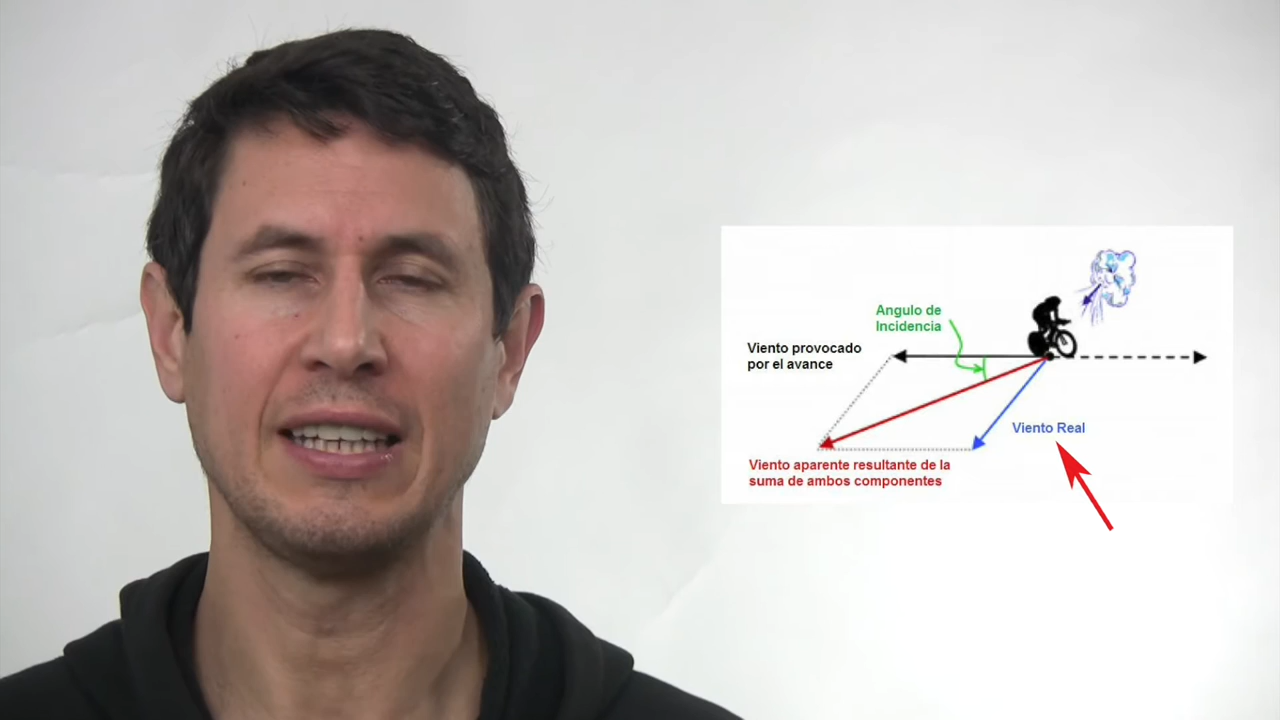 Angulo de
Incidencia
Viento provocado
por el avance
Viento Real
Viento aparente resultante de la
suma de ambos componentes